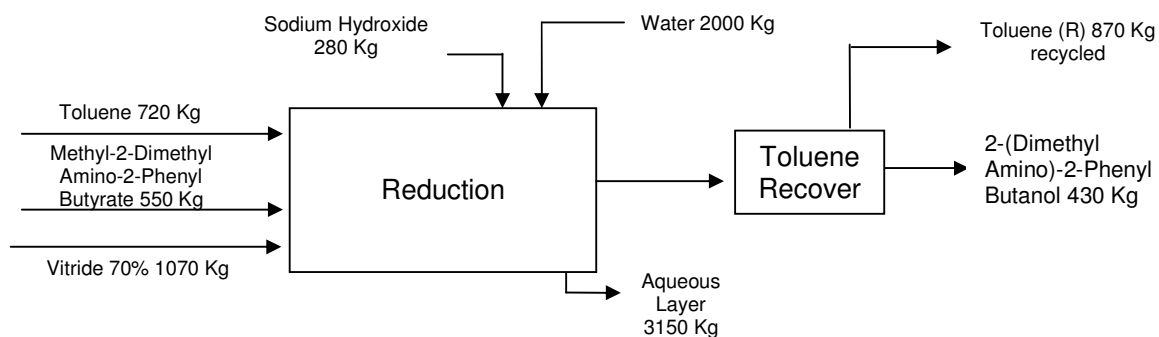 Sodium Hydroxide
280 Kg
Water 2000 Kg
Toluene (R) 870 Kg
recycled
Toluene 720 Kg
Methyl-2-Dimethyl
Amino-2-Phenyl
Butyrate 550 Kg
Vitride 70% 1070 Kg
Reduction
Toluene
Recover
2-(Dimethyl
Amino)-2-Phenyl
Butanol 430 Kg
Aqueous
Layer
3150 Kg